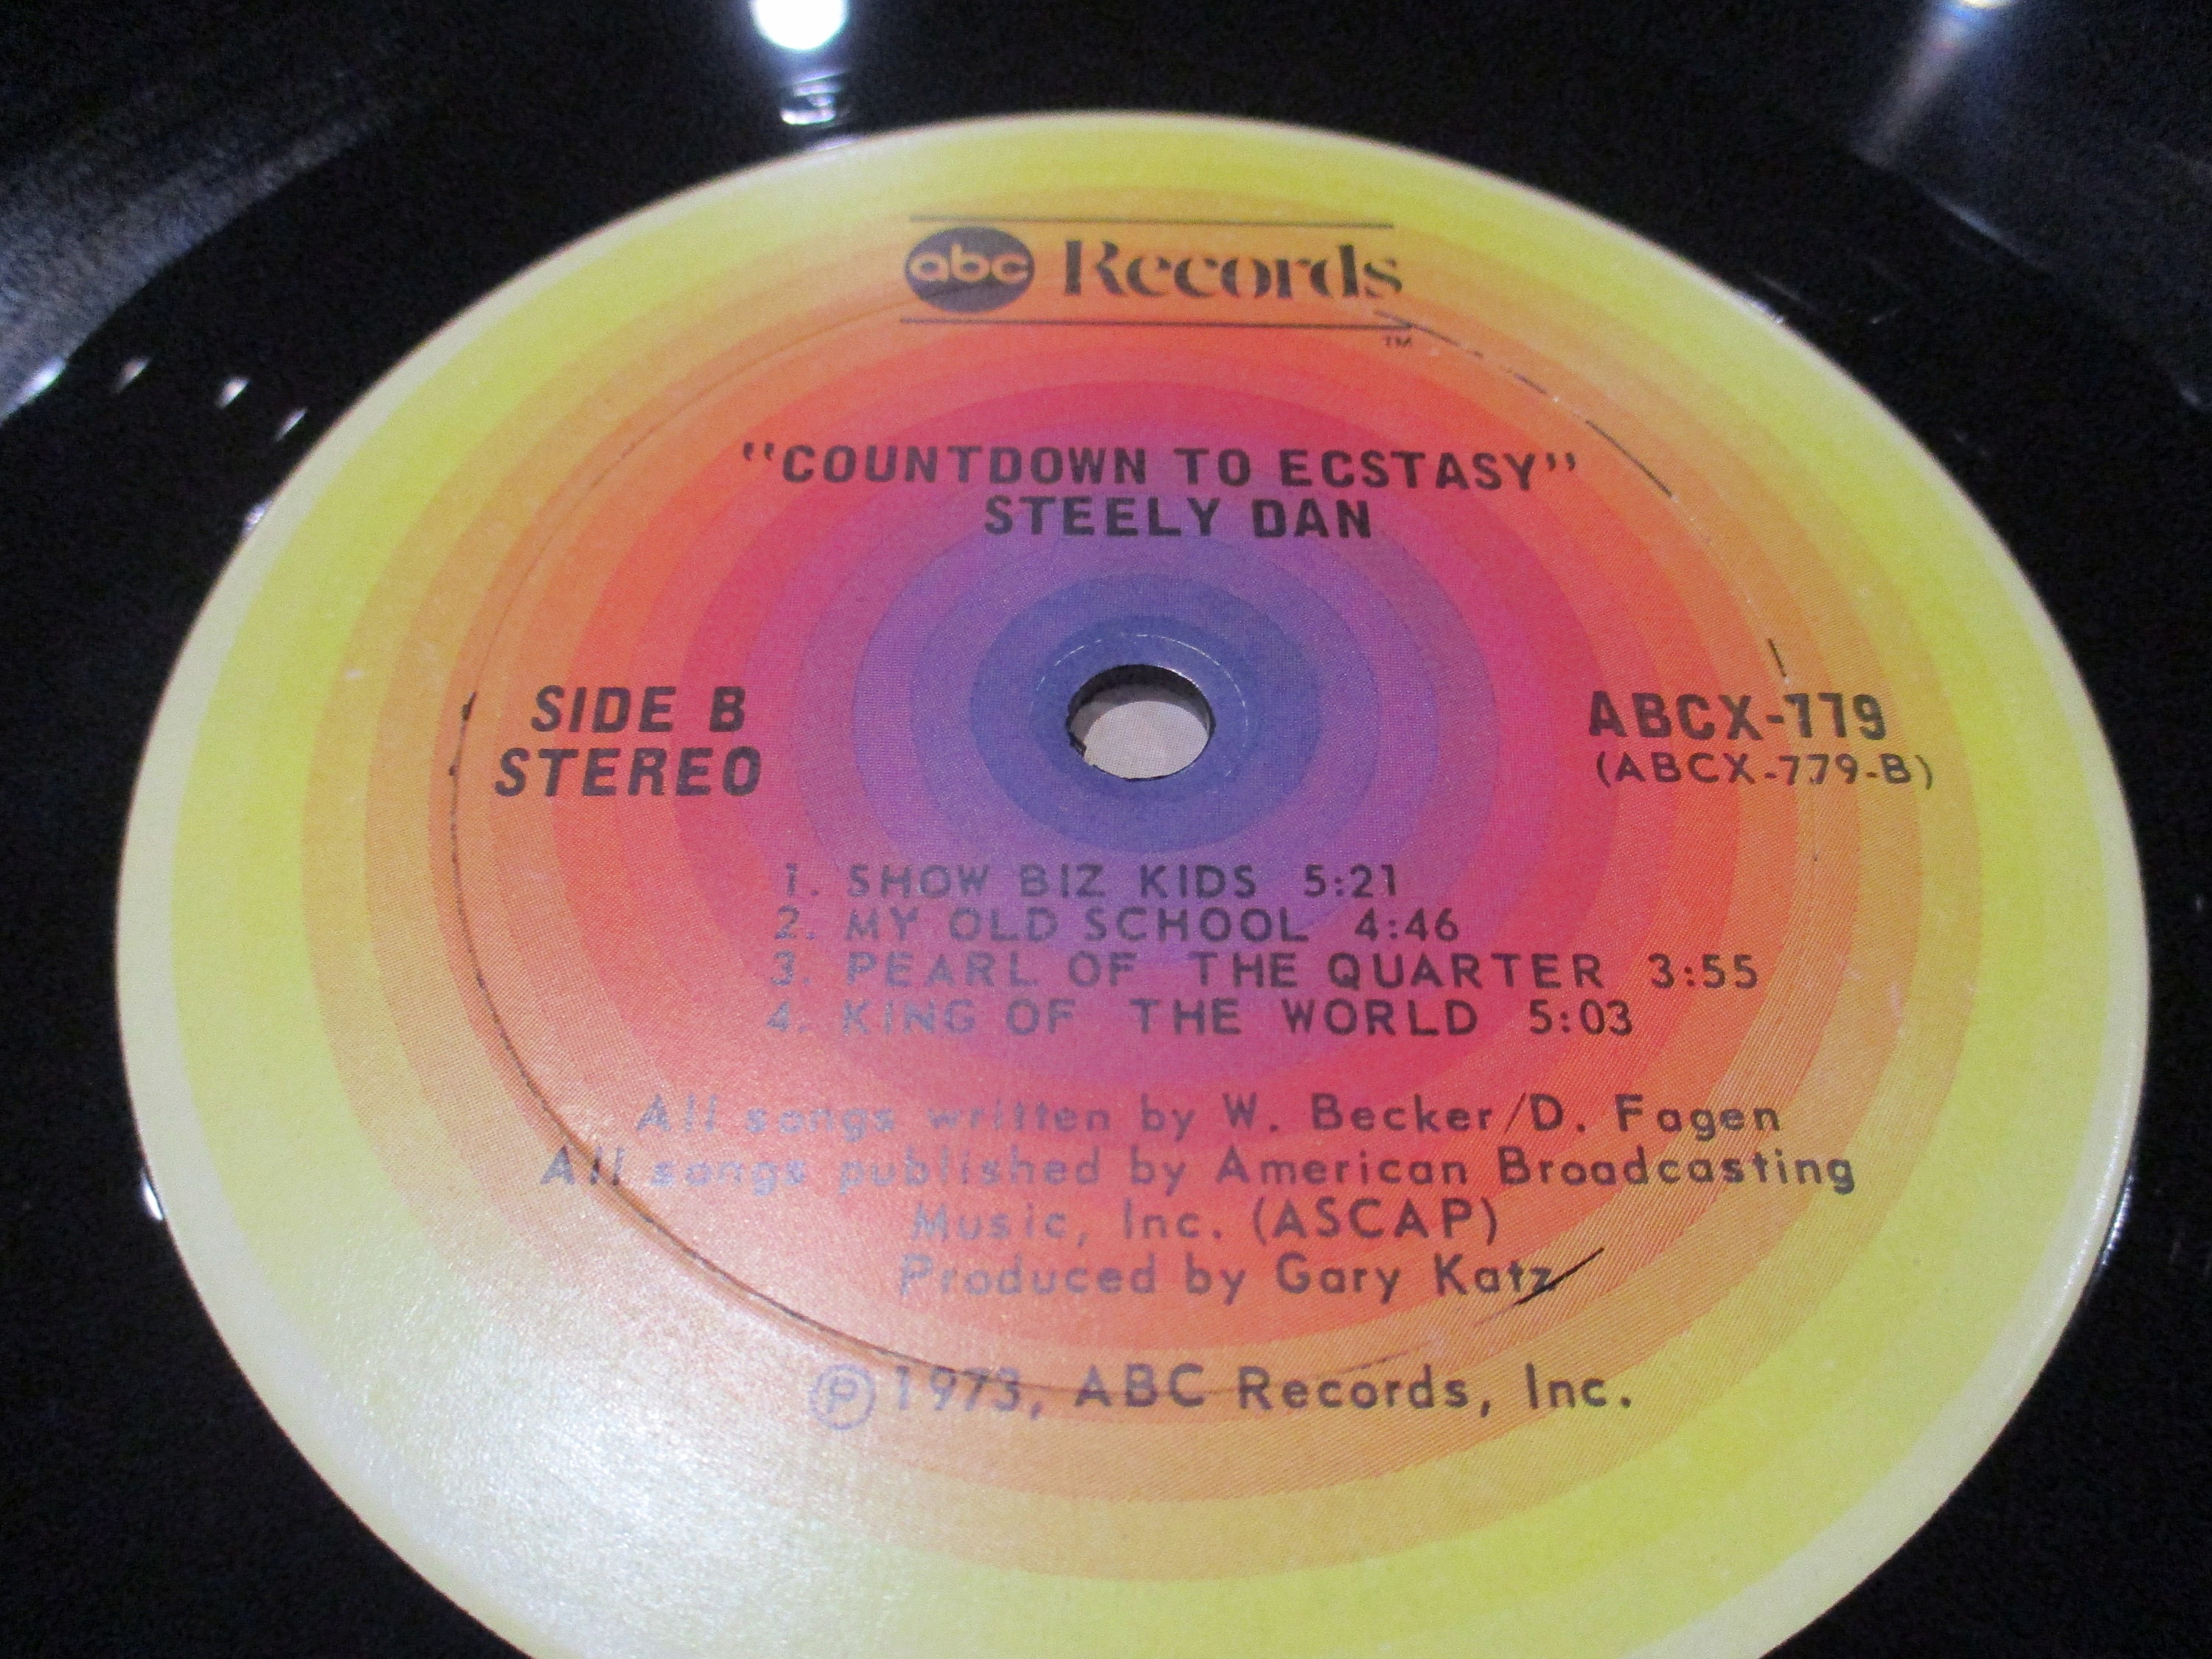 abc Records
TM
"COUNTDOWN TO ECSTASY"
STEELY DAN
SIDE B
STEREO
ABCX-779
(ABCX-779-B)
1. SHOW BIZ KIDS 5:21
2. MY OLD SCHOOL 4:46
3. PEARL OF THE QUARTER 3:55
4. KING OF THE WORLD 5:03
All songs written by W. Becker/D. Fagen
All songs published by American Broadcasting
Music, Inc. (ASCAP)
Produced by Gary Katz
Ⓟ1973, ABC Records, Inc.